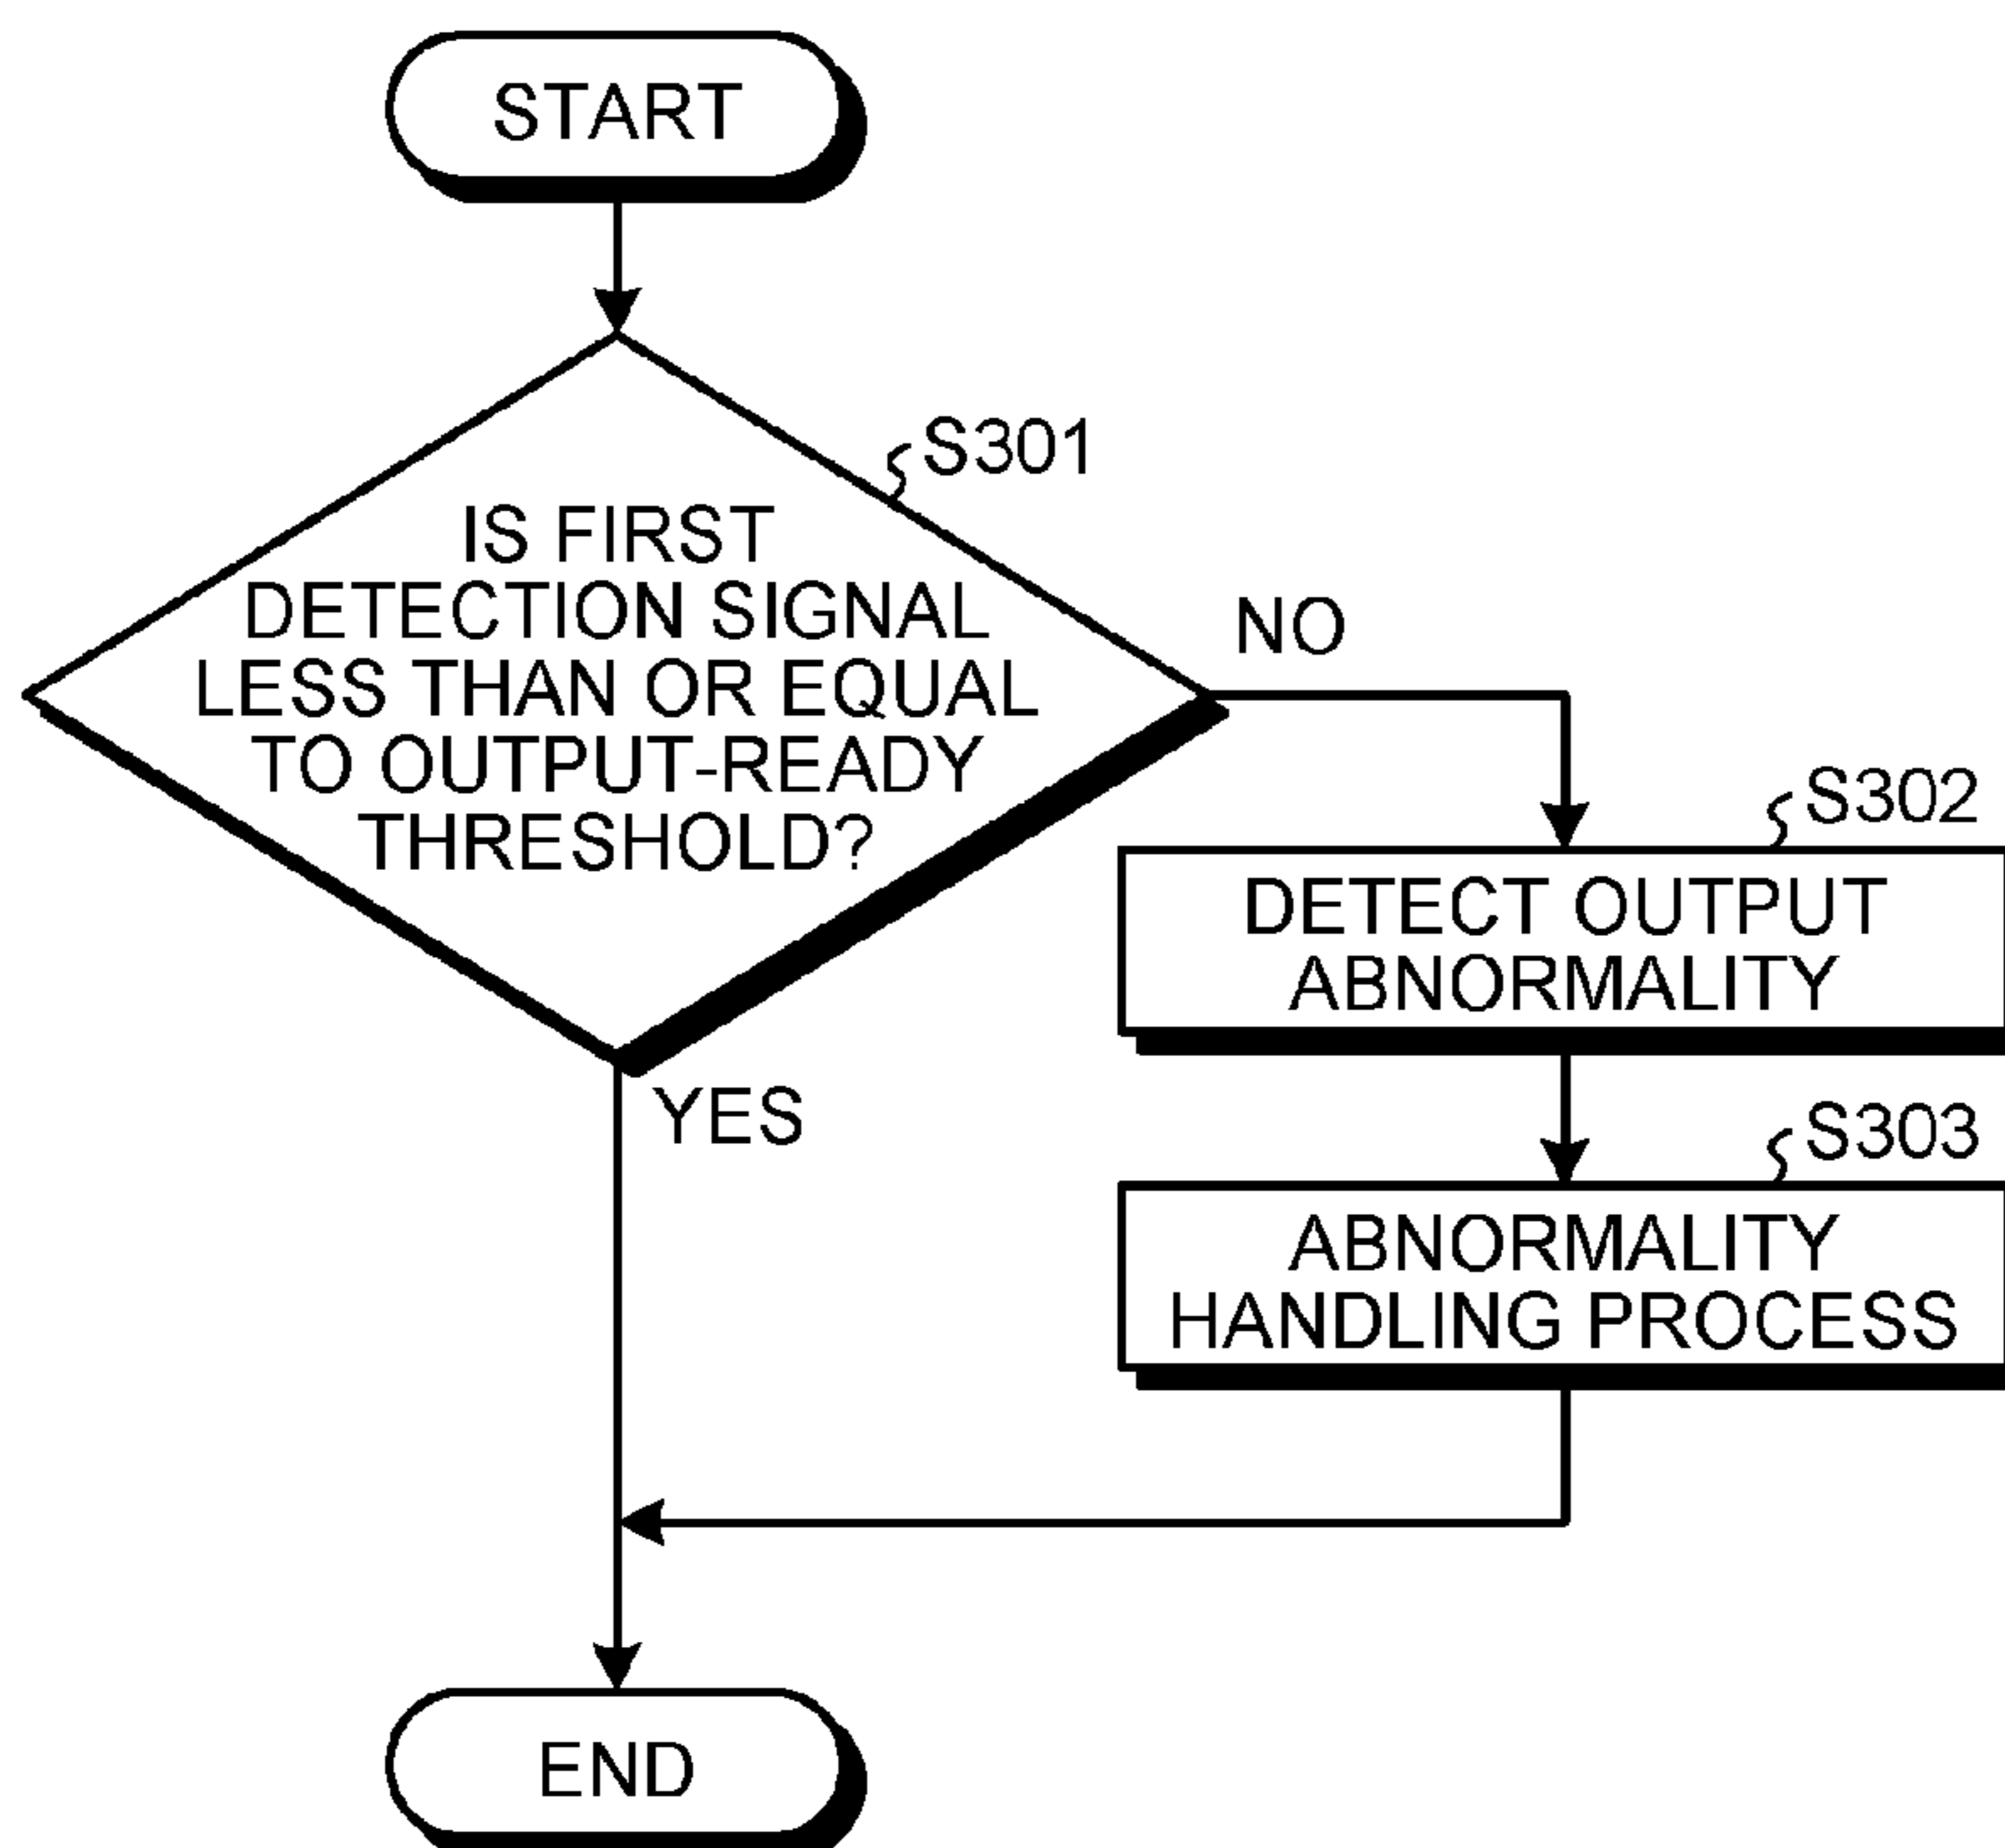 START
S301
IS FIRST
DETECTION SIGNAL
LESS THAN OR EQUAL
TO OUTPUT-READY
THRESHOLD?
NO
S302
DETECT OUTPUT
ABNORMALITY
YES
S303
ABNORMALITY
HANDLING PROCESS
END